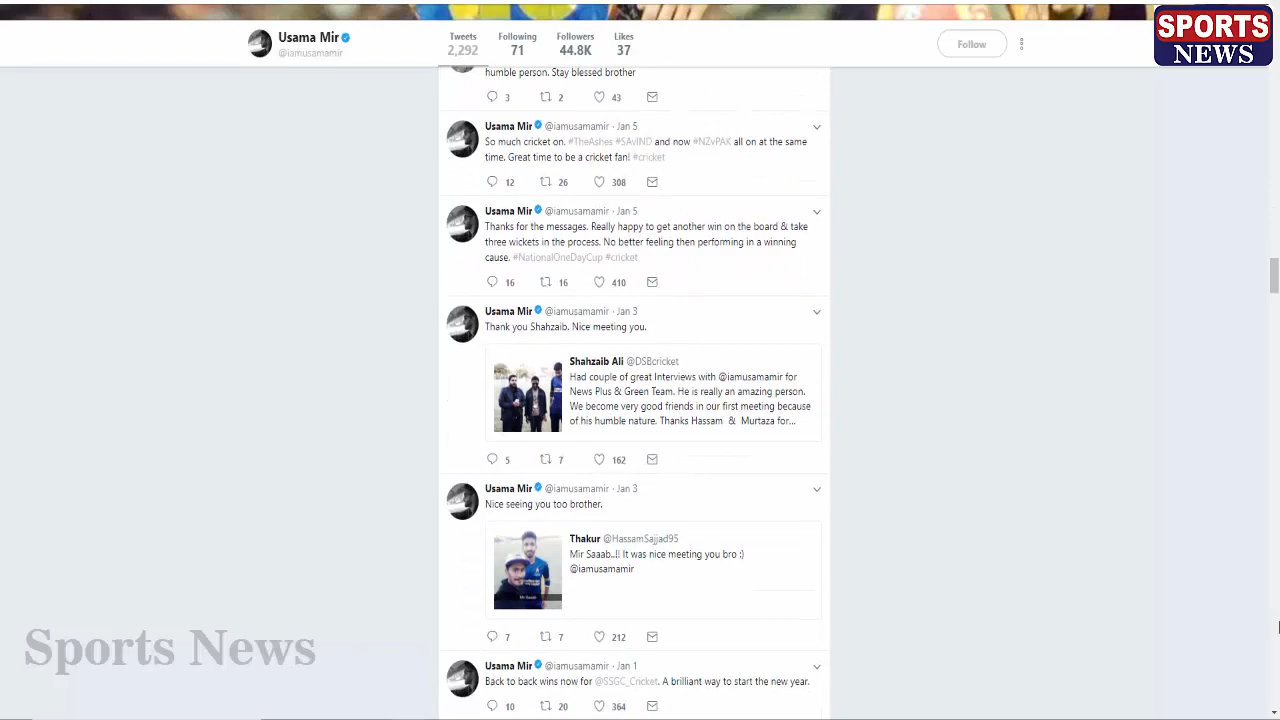 Usama Mir
@iamusamamir
Tweets
2,292
Following
71
Followers
44.8K
Likes
37
Follow
SPORTS
NEWS
humble person. Stay blessed brother
3 2 43
Usama Mir @iamusamamir · Jan 5
So much cricket on. #TheAshes #SAvIND and now #NZvPAK all on at the same
time. Great time to be a cricket fan! #cricket
12 26 308
Usama Mir @iamusamamir · Jan 5
Thanks for the messages. Really happy to get another win on the board & take
three wickets in the process. No better feeling then performing in a winning
cause. #NationalOneDayCup #cricket
16 16 410
Usama Mir @iamusamamir · Jan 3
Thank you Shahzaib. Nice meeting you.
Shahzaib Ali @DSBcricket
Had couple of great Interviews with @iamusamamir for
News Plus & Green Team. He is really an amazing person.
We become very good friends in our first meeting because
of his humble nature. Thanks Hassam & Murtaza for...
5 7 162
Usama Mir @iamusamamir · Jan 3
Nice seeing you too brother.
Thakur @HassamSajjad95
Mir Saaab..!! It was nice meeting you bro :)
@iamusamamir
7 7 212
Sports News
Usama Mir @iamusamamir · Jan 1
Back to back wins now for @SSGC_Cricket. A brilliant way to start the new year.
10 20 364